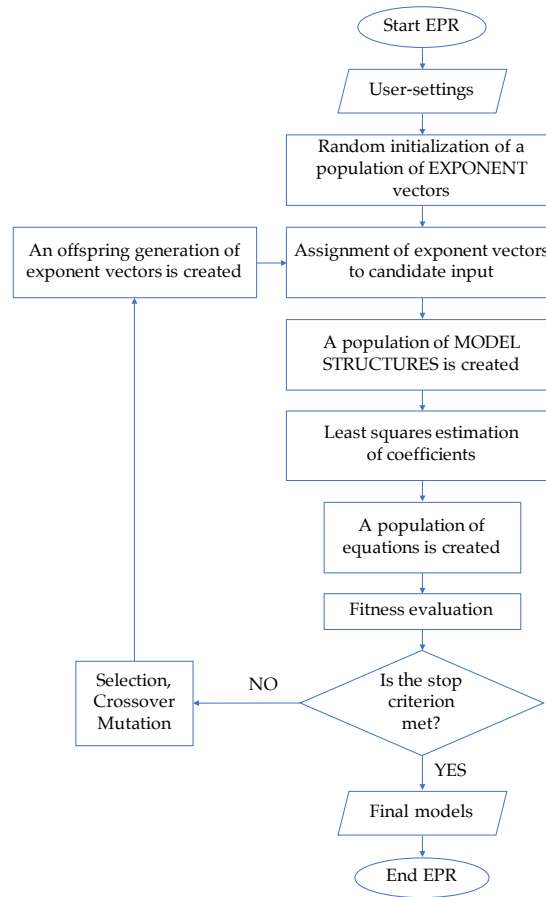 Start EPR
User-settings
Random initialization of a
population of EXPONENT
vectors
An offspring generation of
exponent vectors is created
Assignment of exponent vectors
to candidate input
A population of MODEL
STRUCTURES is created
Least squares estimation
of coefficients
A population of
equations is created
Fitness evaluation
Is the stop
criterion
met?
NO
Selection,
Crossover
Mutation
YES
Final models
End EPR